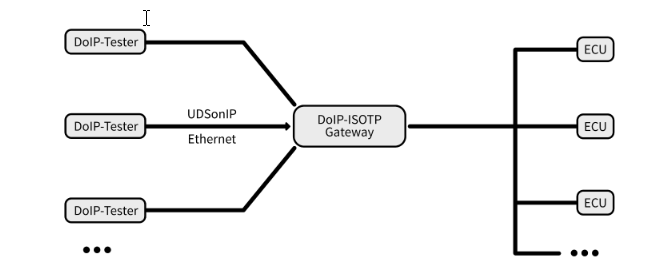 DoIP-Tester
ECU
DoIP-Tester
UDSonIP
Ethernet
DoIP-ISOTP
Gateway
ECU
DoIP-Tester
ECU